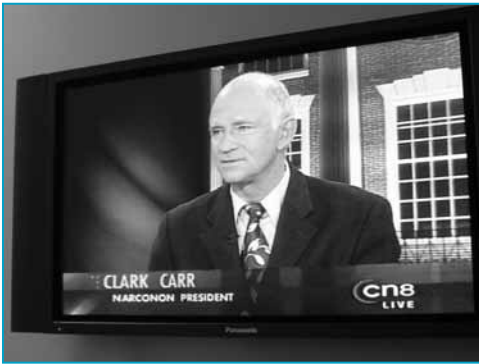 CLARK CARR
NARCONON PRESIDENT
cn8
LIVE
Panasonic